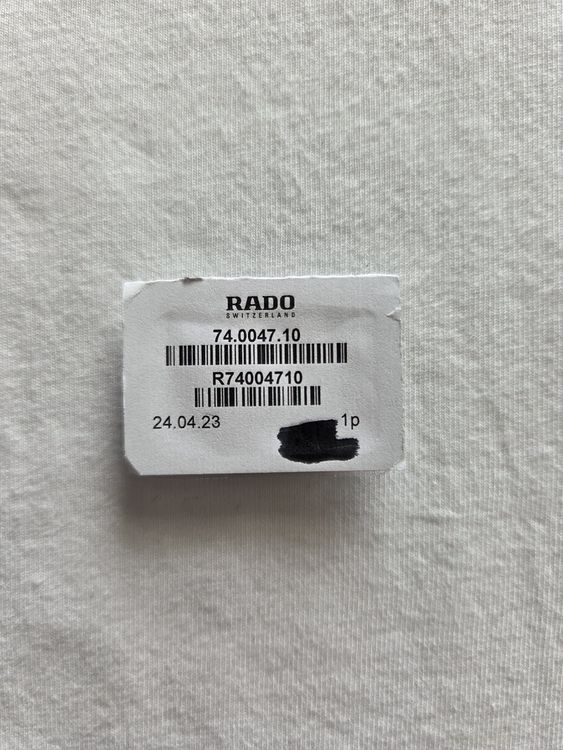 RADO
SWITZERLAND
74.0047.10
R74004710
24.04.23 1p